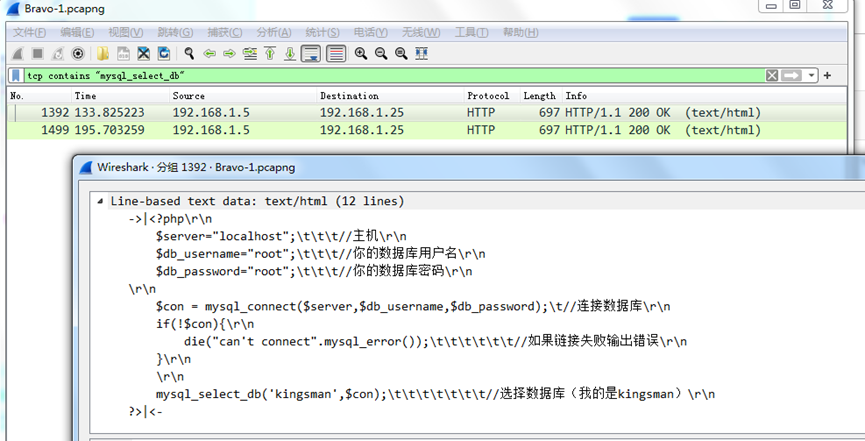 Bravo-1.pcapng
文件(F) 编辑(E) 视图(V) 跳转(G) 捕获(C) 分析(A) 统计(S) 电话(Y) 无线(W) 工具(T) 帮助(H)
tcp contains "mysql_select_db"
No. Time Source Destination Protocol Length Info
1392 133.825223 192.168.1.5 192.168.1.25 HTTP 697 HTTP/1.1 200 OK (text/html)
1499 195.703259 192.168.1.5 192.168.1.25 HTTP 697 HTTP/1.1 200 OK (text/html)
Wireshark · 分组 1392 · Bravo-1.pcapng
Line-based text data: text/html (12 lines)
->|<?php\r\n
$server="localhost";\t\t\t//主机\r\n
$db_username="root";\t\t\t//你的数据库用户名\r\n
$db_password="root";\t\t\t//你的数据库密码\r\n
\r\n
$con = mysql_connect($server,$db_username,$db_password);\t//连接数据库\r\n
if(!$con){\r\n
die("can't connect".mysql_error());\t\t\t\t\t\t//如果链接失败输出错误\r\n
}\r\n
\r\n
mysql_select_db('kingsman',$con);\t\t\t\t\t\t\t//选择数据库（我的是kingsman）\r\n
?>|<-